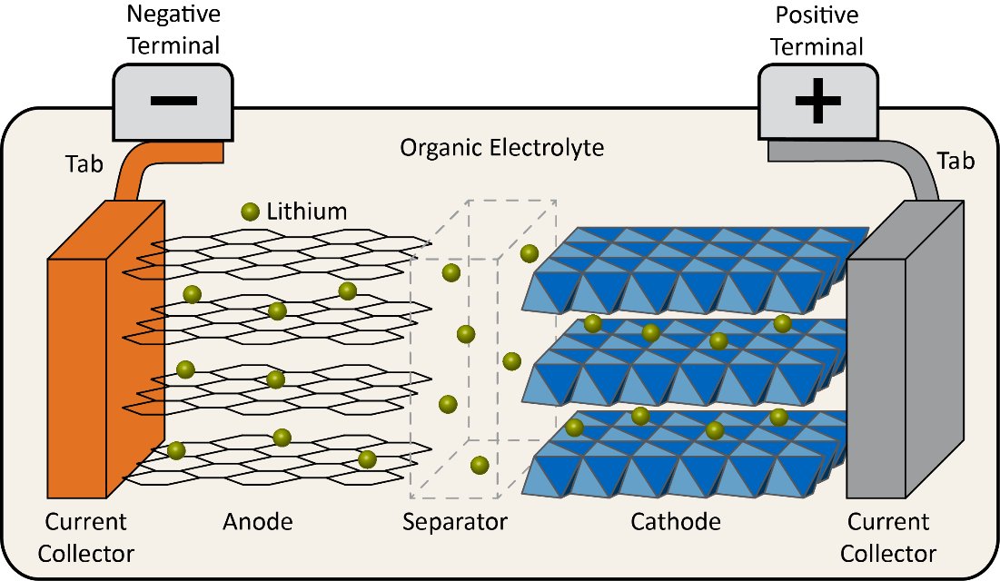 Negative
Terminal
Positive
Terminal
−
+
Organic Electrolyte
Tab
Tab
Lithium
Current
Collector
Anode
Separator
Cathode
Current
Collector